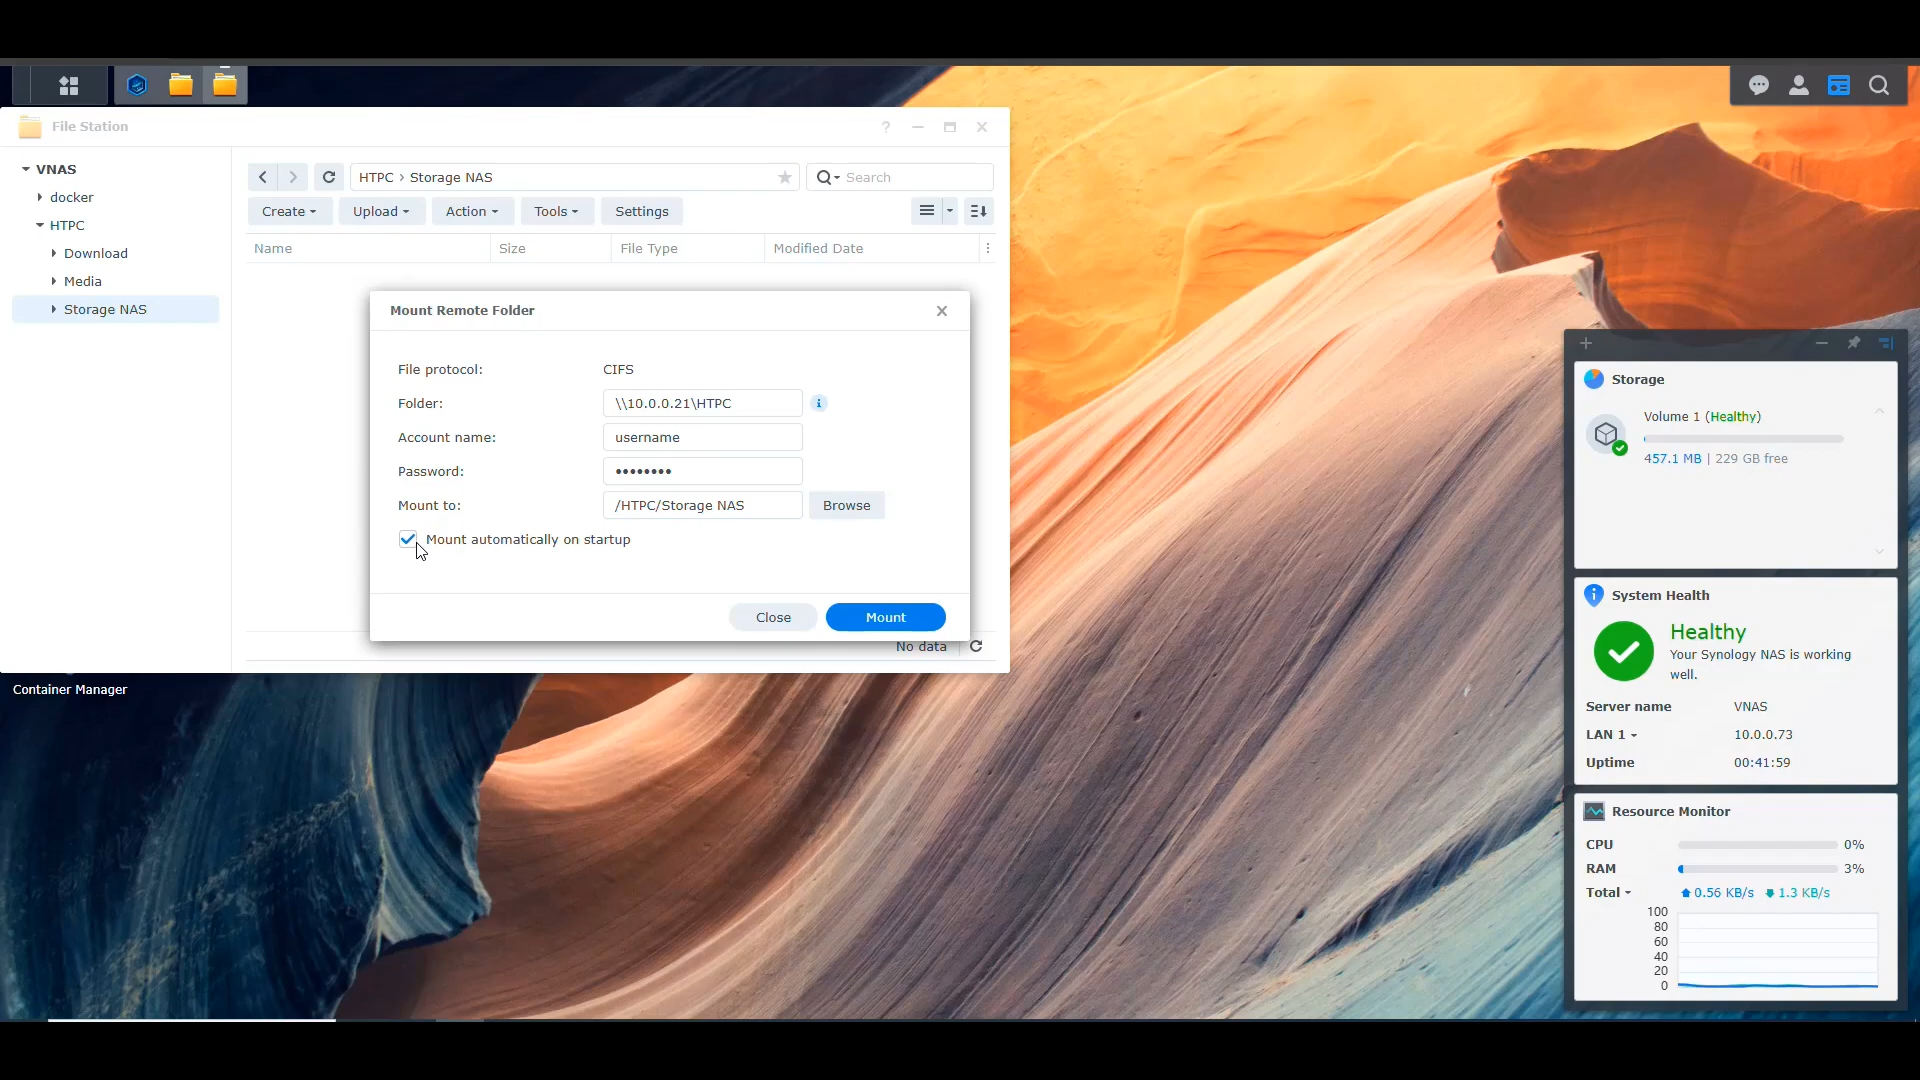 File Station
?
VNAS
docker
HTPC
Download
Media
Storage NAS
HTPC › Storage NAS
Search
Create
Upload
Action
Tools
Settings
Name
Size
File Type
Modified Date
Mount Remote Folder
File protocol:
CIFS
Folder:
\\10.0.0.21\HTPC
Account name:
username
Password:
••••••••
Mount to:
/HTPC/Storage NAS
Browse
Mount automatically on startup
Close
Mount
No data
Container Manager
Storage
Volume 1 (Healthy)
457.1 MB | 229 GB free
System Health
Healthy
Your Synology NAS is working
well.
Server name
VNAS
LAN 1
10.0.0.73
Uptime
00:41:59
Resource Monitor
CPU
0%
RAM
3%
Total
0.56 KB/s
1.3 KB/s
100
80
60
40
20
0